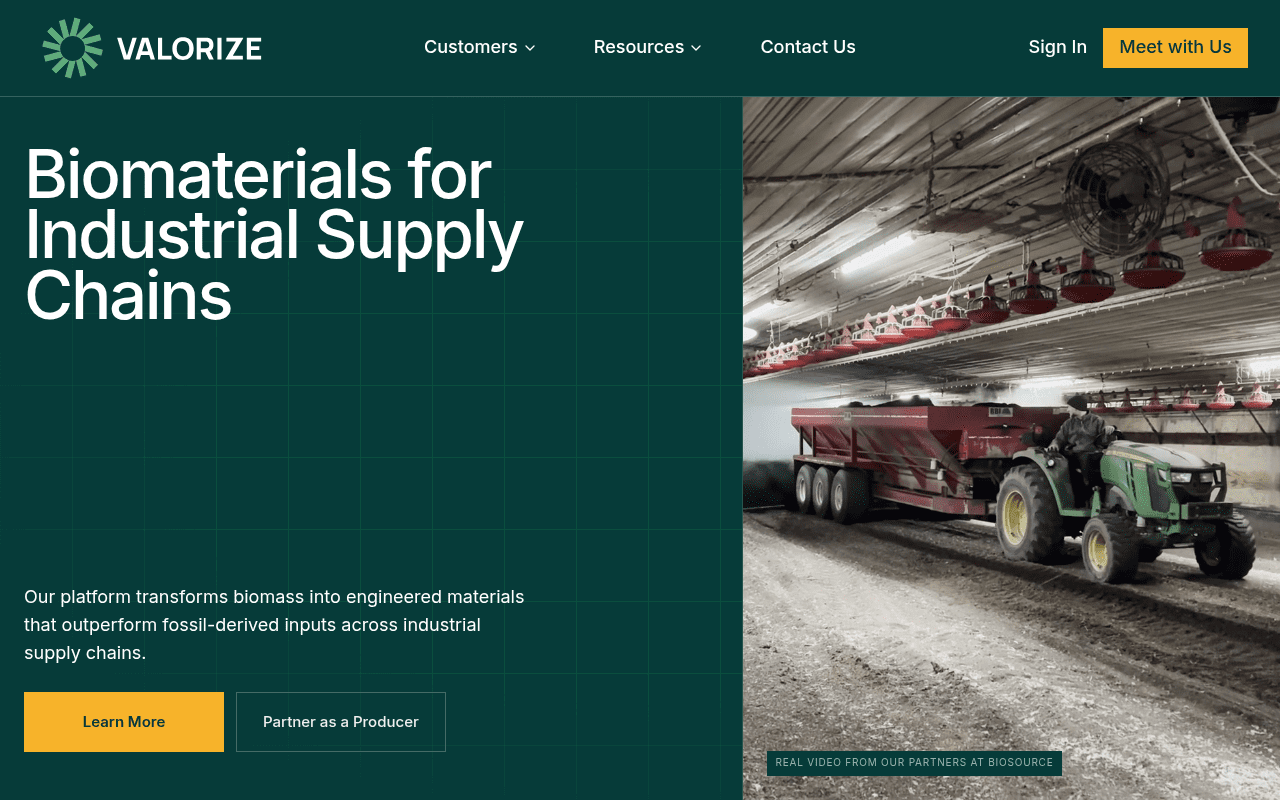 VALORIZE
Customers
Resources
Contact Us
Sign In
Meet with Us
Biomaterials for
Industrial Supply
Chains
Our platform transforms biomass into engineered materials
that outperform fossil-derived inputs across industrial
supply chains.
Learn More
Partner as a Producer
REAL VIDEO FROM OUR PARTNERS AT BIOSOURCE